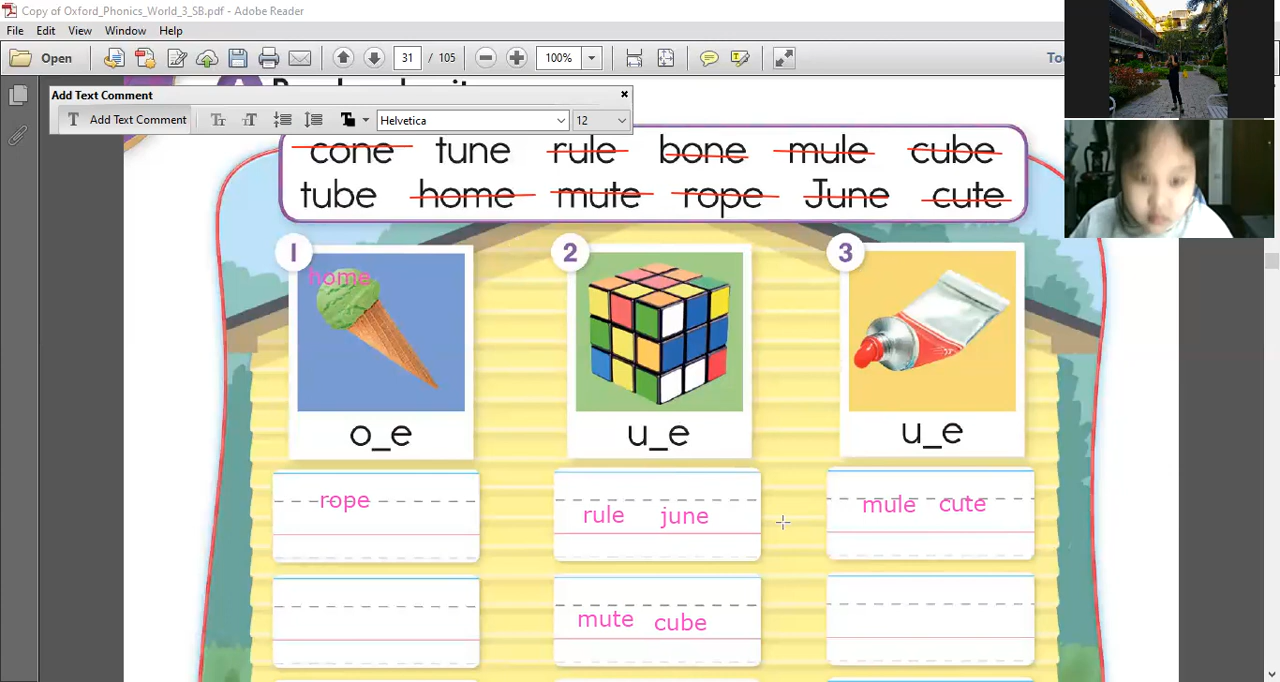 Copy of Oxford_Phonics_World_3_SB.pdf - Adobe Reader
File Edit View Window Help
Open 31 / 105 100%
Add Text Comment
T Add Text Comment Helvetica 12
cone tune rule bone mule cube
tube home mute rope June cute
1 2 3
home
o_e u_e u_e
rope rule june mule cute
mute cube